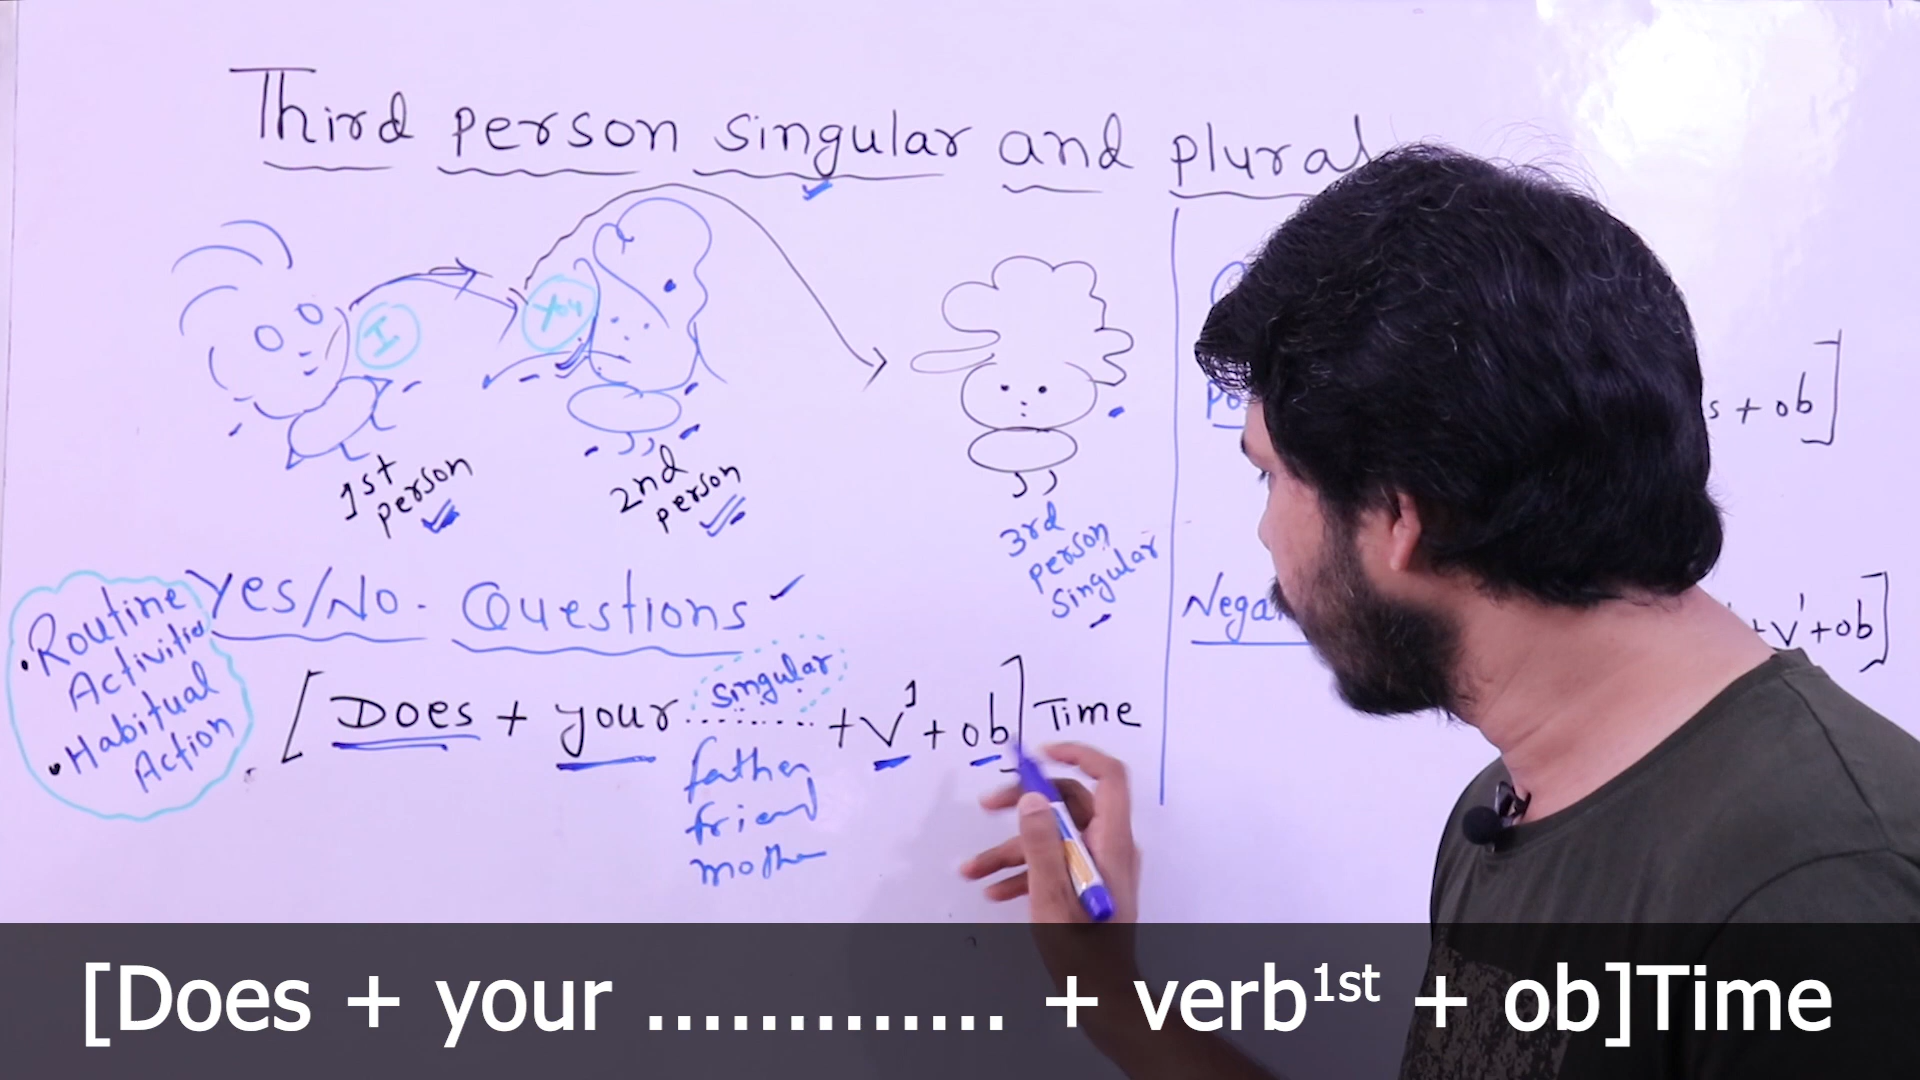 Third person singular and plural
I
You
1st person
2nd person
3rd person singular
s + ob]
Yes/No. Questions
• Routine Activities
• Habitual Action
singular
[Does + your ......... + V¹ + ob] Time
father
friend
mother
+ V¹ + ob]
[Does + your ............. + verb1st + ob]Time